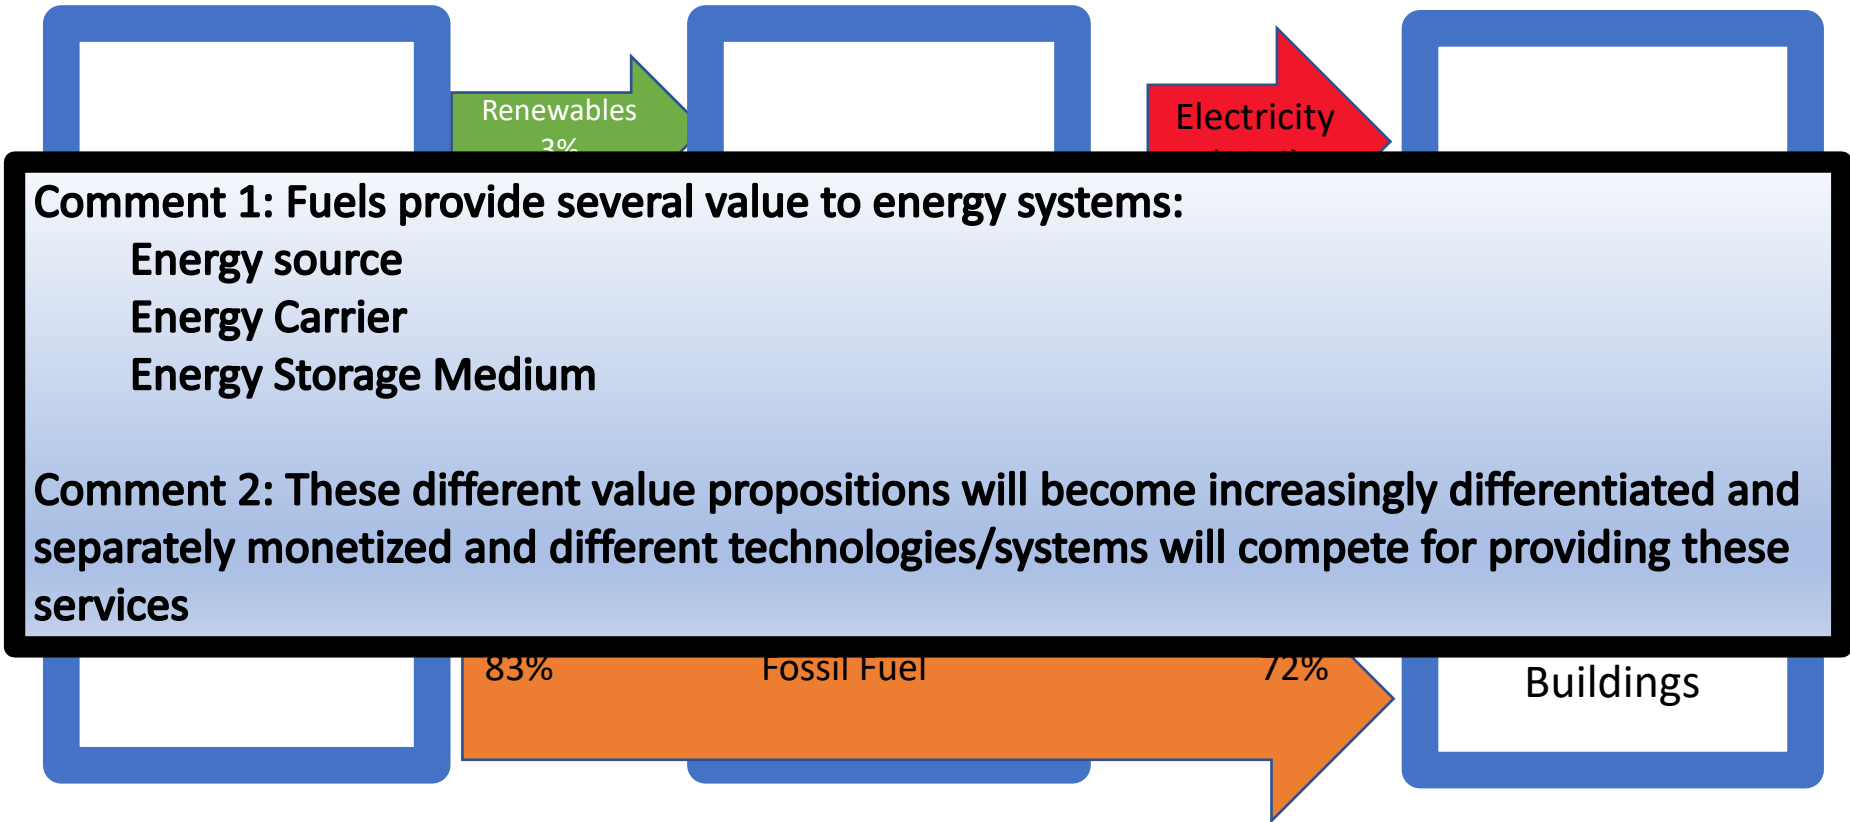 Renewables
3%
Electricity
Comment 1: Fuels provide several value to energy systems:
Energy source
Energy Carrier
Energy Storage Medium
Comment 2: These different value propositions will become increasingly differentiated and
separately monetized and different technologies/systems will compete for providing these
services
83% Fossil Fuel 72%
Buildings